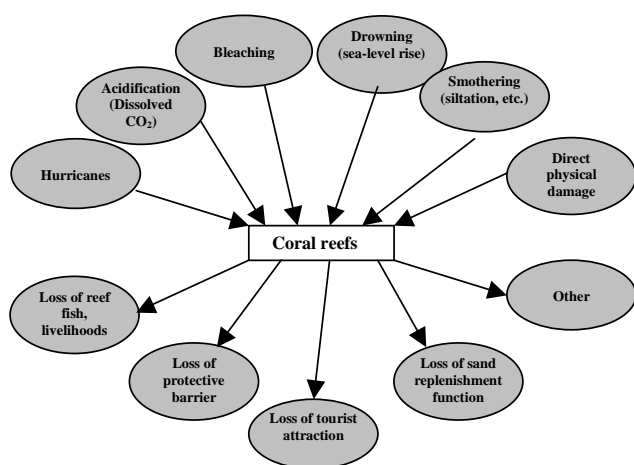 Bleaching
Drowning
(sea-level rise)
Acidification
(Dissolved
CO₂)
Smothering
(siltation, etc.)
Hurricanes
Direct
physical
damage
Coral reefs
Loss of reef
fish,
livelihoods
Other
Loss of
protective
barrier
Loss of sand
replenishment
function
Loss of tourist
attraction